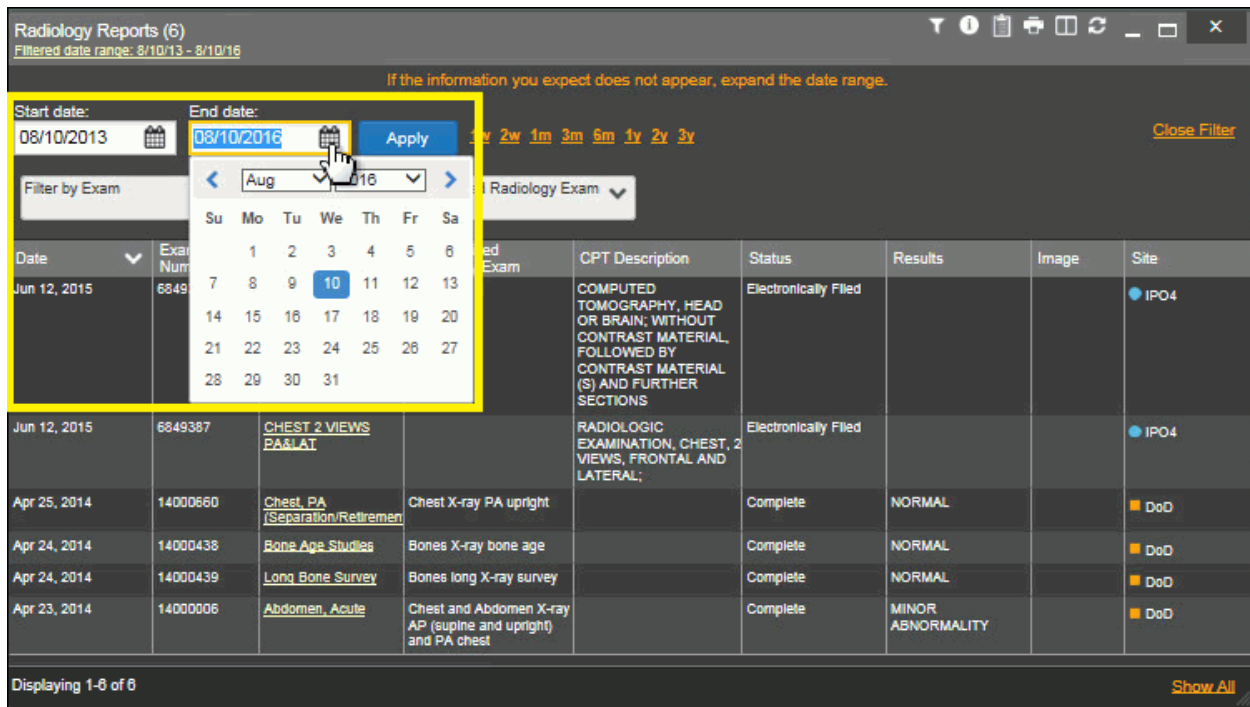 Radiology Reports (6)
Filtered date range: 8/10/13 - 8/10/16
If the information you expect does not appear, expand the date range.
Start date:
End date:
08/10/2013
08/10/2016
Apply
2w 1m 3m 6m 1y 2y 3y
Close Filter
Filter by Exam
Radiology Exam
Aug
016
Su Mo Tu We Th Fr Sa
1 2 3 4 5 6
7 8 9 10 11 12 13
14 15 16 17 18 19 20
21 22 23 24 25 26 27
28 29 30 31
Date
Exam
CPT Description
Status
Results
Image
Site
Jun 12, 2015
6849
COMPUTED
TOMOGRAPHY, HEAD
OR BRAIN; WITHOUT
CONTRAST MATERIAL,
FOLLOWED BY
CONTRAST MATERIAL
(S) AND FURTHER
SECTIONS
Electronically Filed
IPO4
Jun 12, 2015
6849387
CHEST 2 VIEWS
PA&LAT
RADIOLOGIC
EXAMINATION, CHEST, 2
VIEWS, FRONTAL AND
LATERAL;
Electronically Filed
IPO4
Apr 25, 2014
14000660
Chest, PA
(Separation/Retiremen
Chest X-ray PA upright
Complete
NORMAL
DoD
Apr 24, 2014
14000438
Bone Age Studies
Bones X-ray bone age
Complete
NORMAL
DoD
Apr 24, 2014
14000439
Long Bone Survey
Bones long X-ray survey
Complete
NORMAL
DoD
Apr 23, 2014
14000006
Abdomen, Acute
Chest and Abdomen X-ray
AP (supine and upright)
and PA chest
Complete
MINOR
ABNORMALITY
DoD
Displaying 1-6 of 6
Show All